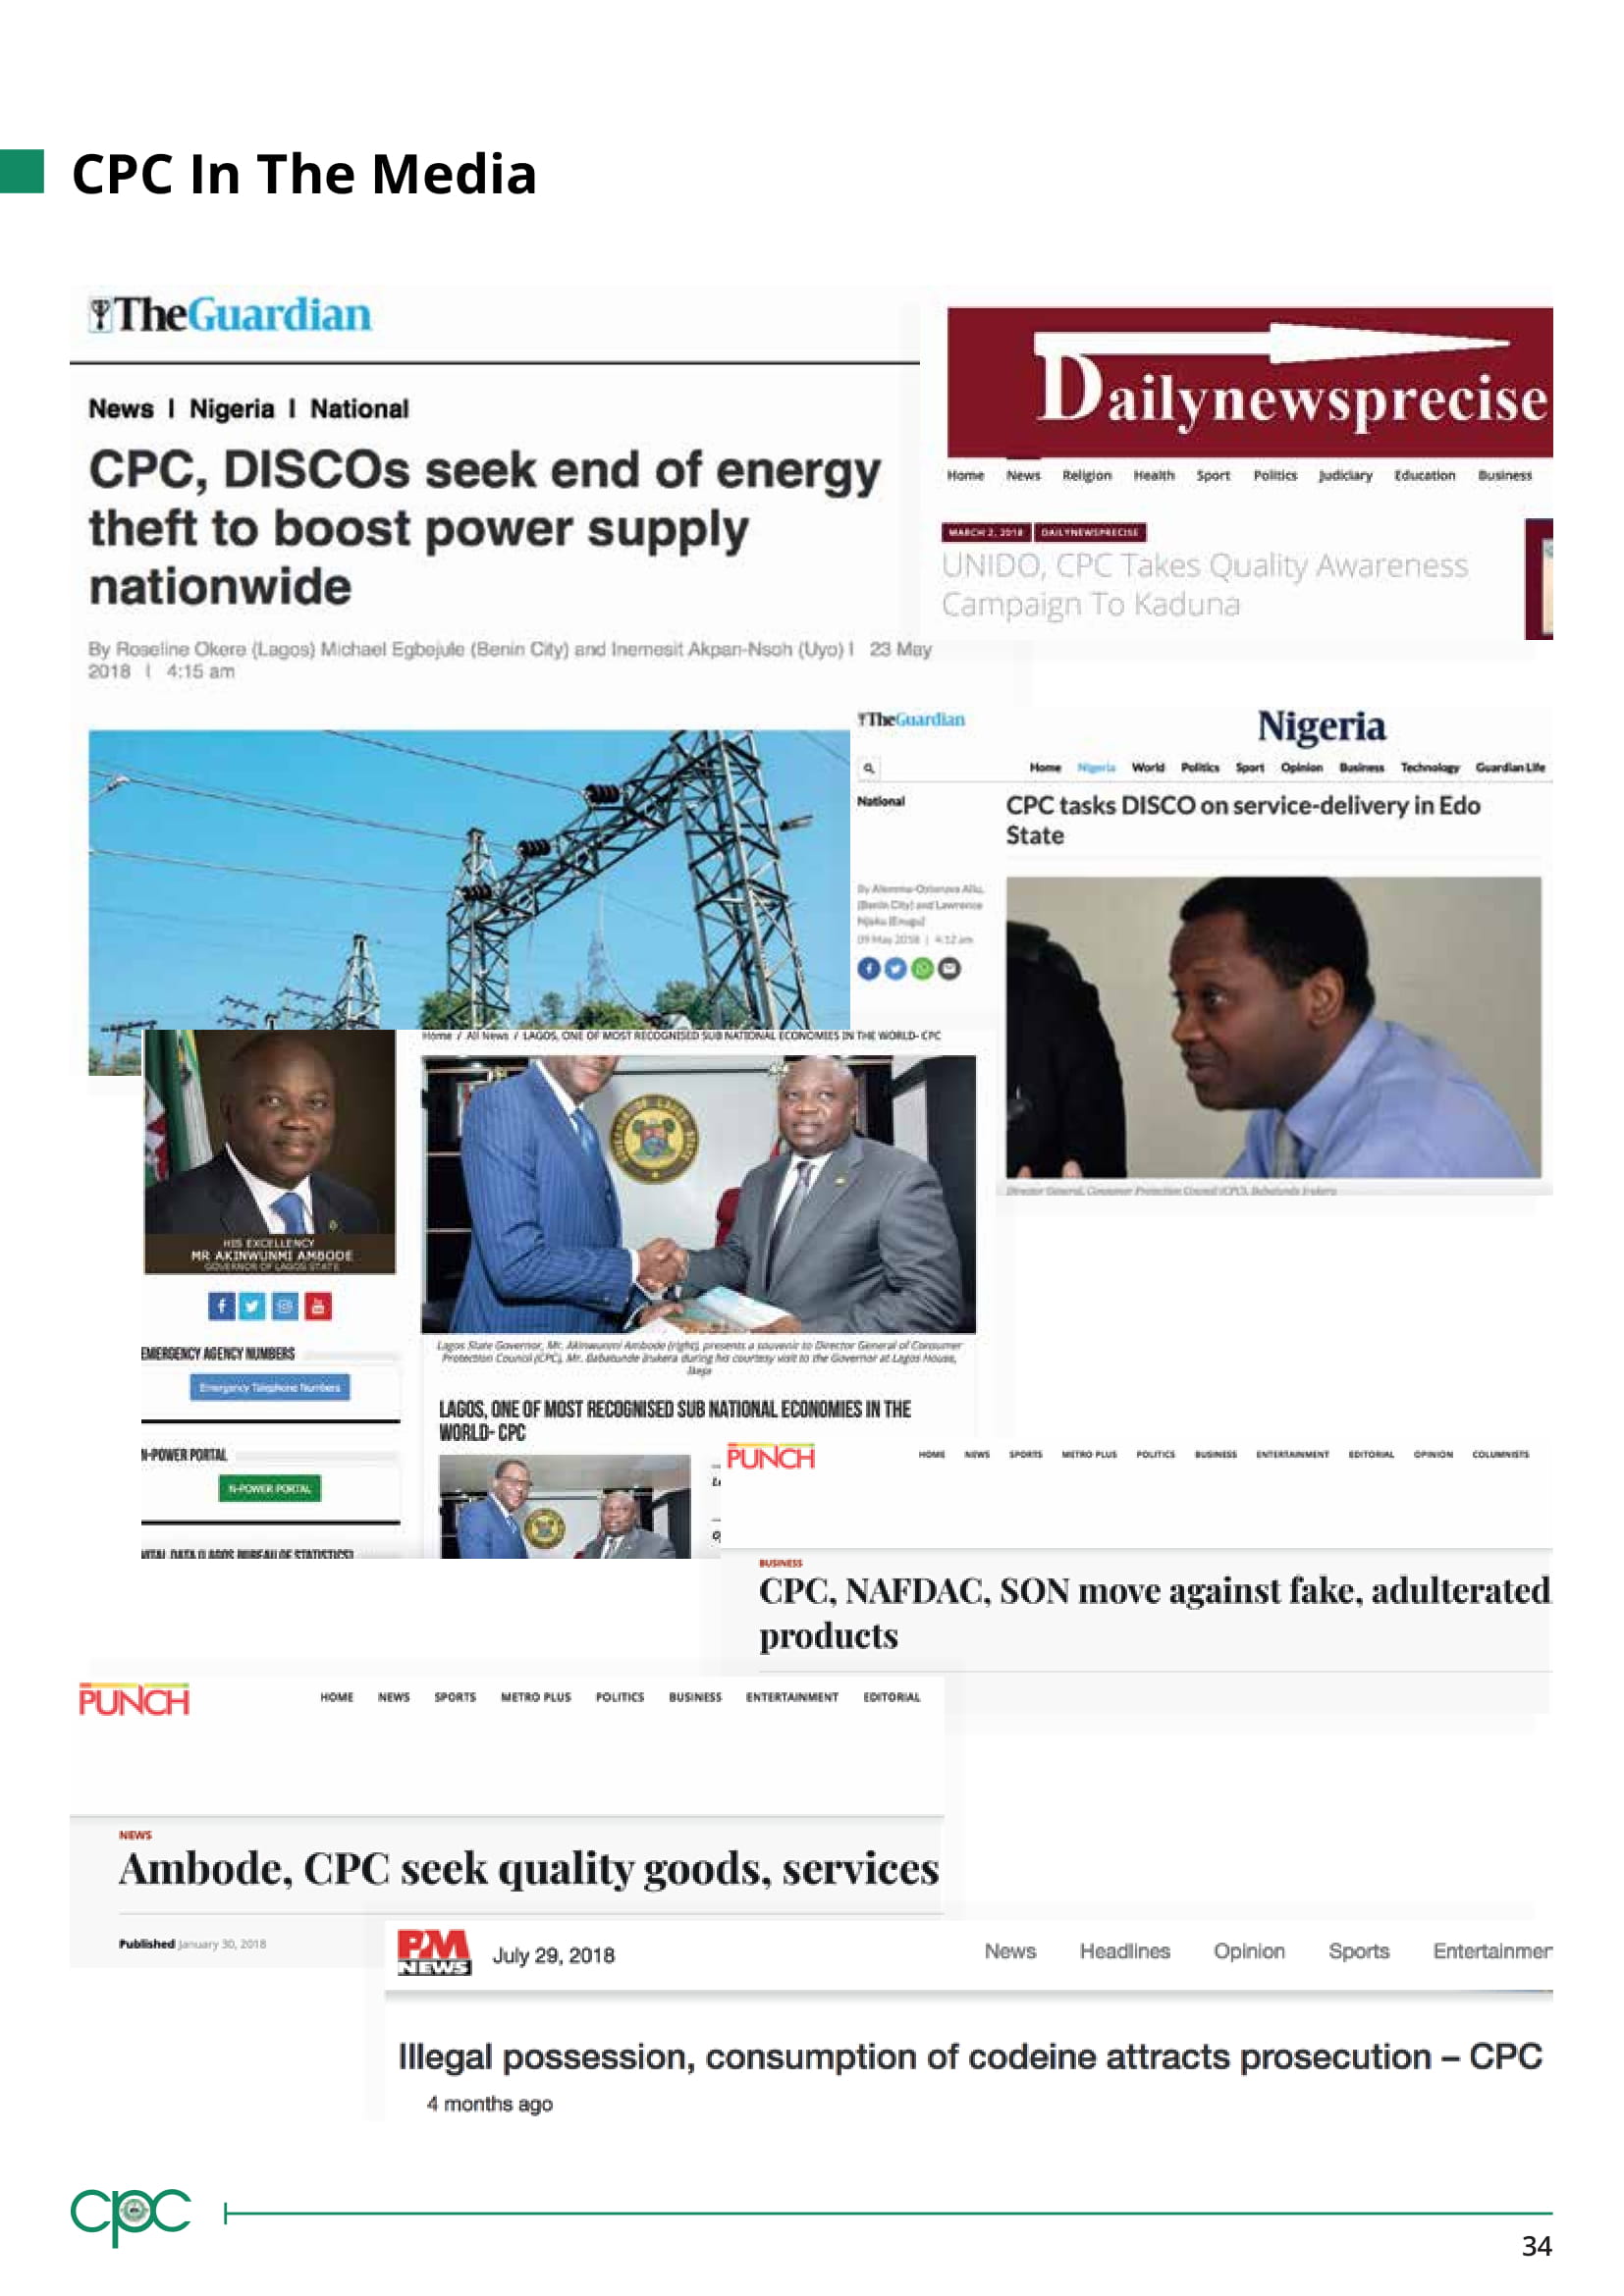 CPC In The Media
TheGuardian
News | Nigeria | National
CPC, DISCOs seek end of energy
theft to boost power supply
nationwide
By Roseline Okere (Lagos) Michael Egbejule (Benin City) and Inemesit Akpan-Nsoh (Uyo) | 23 May
2018 | 4:15 am
Dailynewsprecise
Home News Religion Health Sport Politics Judiciary Education Business
MARCH 2, 2018 DAILYNEWSPRECISE
UNIDO, CPC Takes Quality Awareness
Campaign To Kaduna
TheGuardian
Nigeria
Home Nigeria World Politics Sport Opinion Business Technology Guardian Life
National
CPC tasks DISCO on service-delivery in Edo
State
(Benin City) and Lawrence
Njoku (Enugu)
09 May 2018 | 4:12 am
Director General, Consumer Protection Council (CPC), Babatunde Irukera
Home / All News / LAGOS, ONE OF MOST RECOGNISED SUB NATIONAL ECONOMIES IN THE WORLD- CPC
HIS EXCELLENCY
MR AKINWUNMI AMBODE
GOVERNOR OF LAGOS STATE
EMERGENCY AGENCY NUMBERS
Emergency Telephone Numbers
N-POWER PORTAL
N-POWER PORTAL
VITAL DATA (LAGOS BUREAU OF STATISTICS)
Lagos State Governor, Mr. Akinwunmi Ambode (right), presents a souvenir to Director General of Consumer
Protection Council (CPC), Mr. Babatunde Irukera during his courtesy visit to the Governor at Lagos House,
Ikeja
LAGOS, ONE OF MOST RECOGNISED SUB NATIONAL ECONOMIES IN THE
WORLD- CPC
PUNCH
HOME NEWS SPORTS METRO PLUS POLITICS BUSINESS ENTERTAINMENT EDITORIAL OPINION COLUMNISTS
BUSINESS
CPC, NAFDAC, SON move against fake, adulterated
products
PUNCH
HOME NEWS SPORTS METRO PLUS POLITICS BUSINESS ENTERTAINMENT EDITORIAL
NEWS
Ambode, CPC seek quality goods, services
Published January 30, 2018
PM
NEWS
July 29, 2018
News Headlines Opinion Sports Entertainmen
Illegal possession, consumption of codeine attracts prosecution – CPC
4 months ago
cpc
34